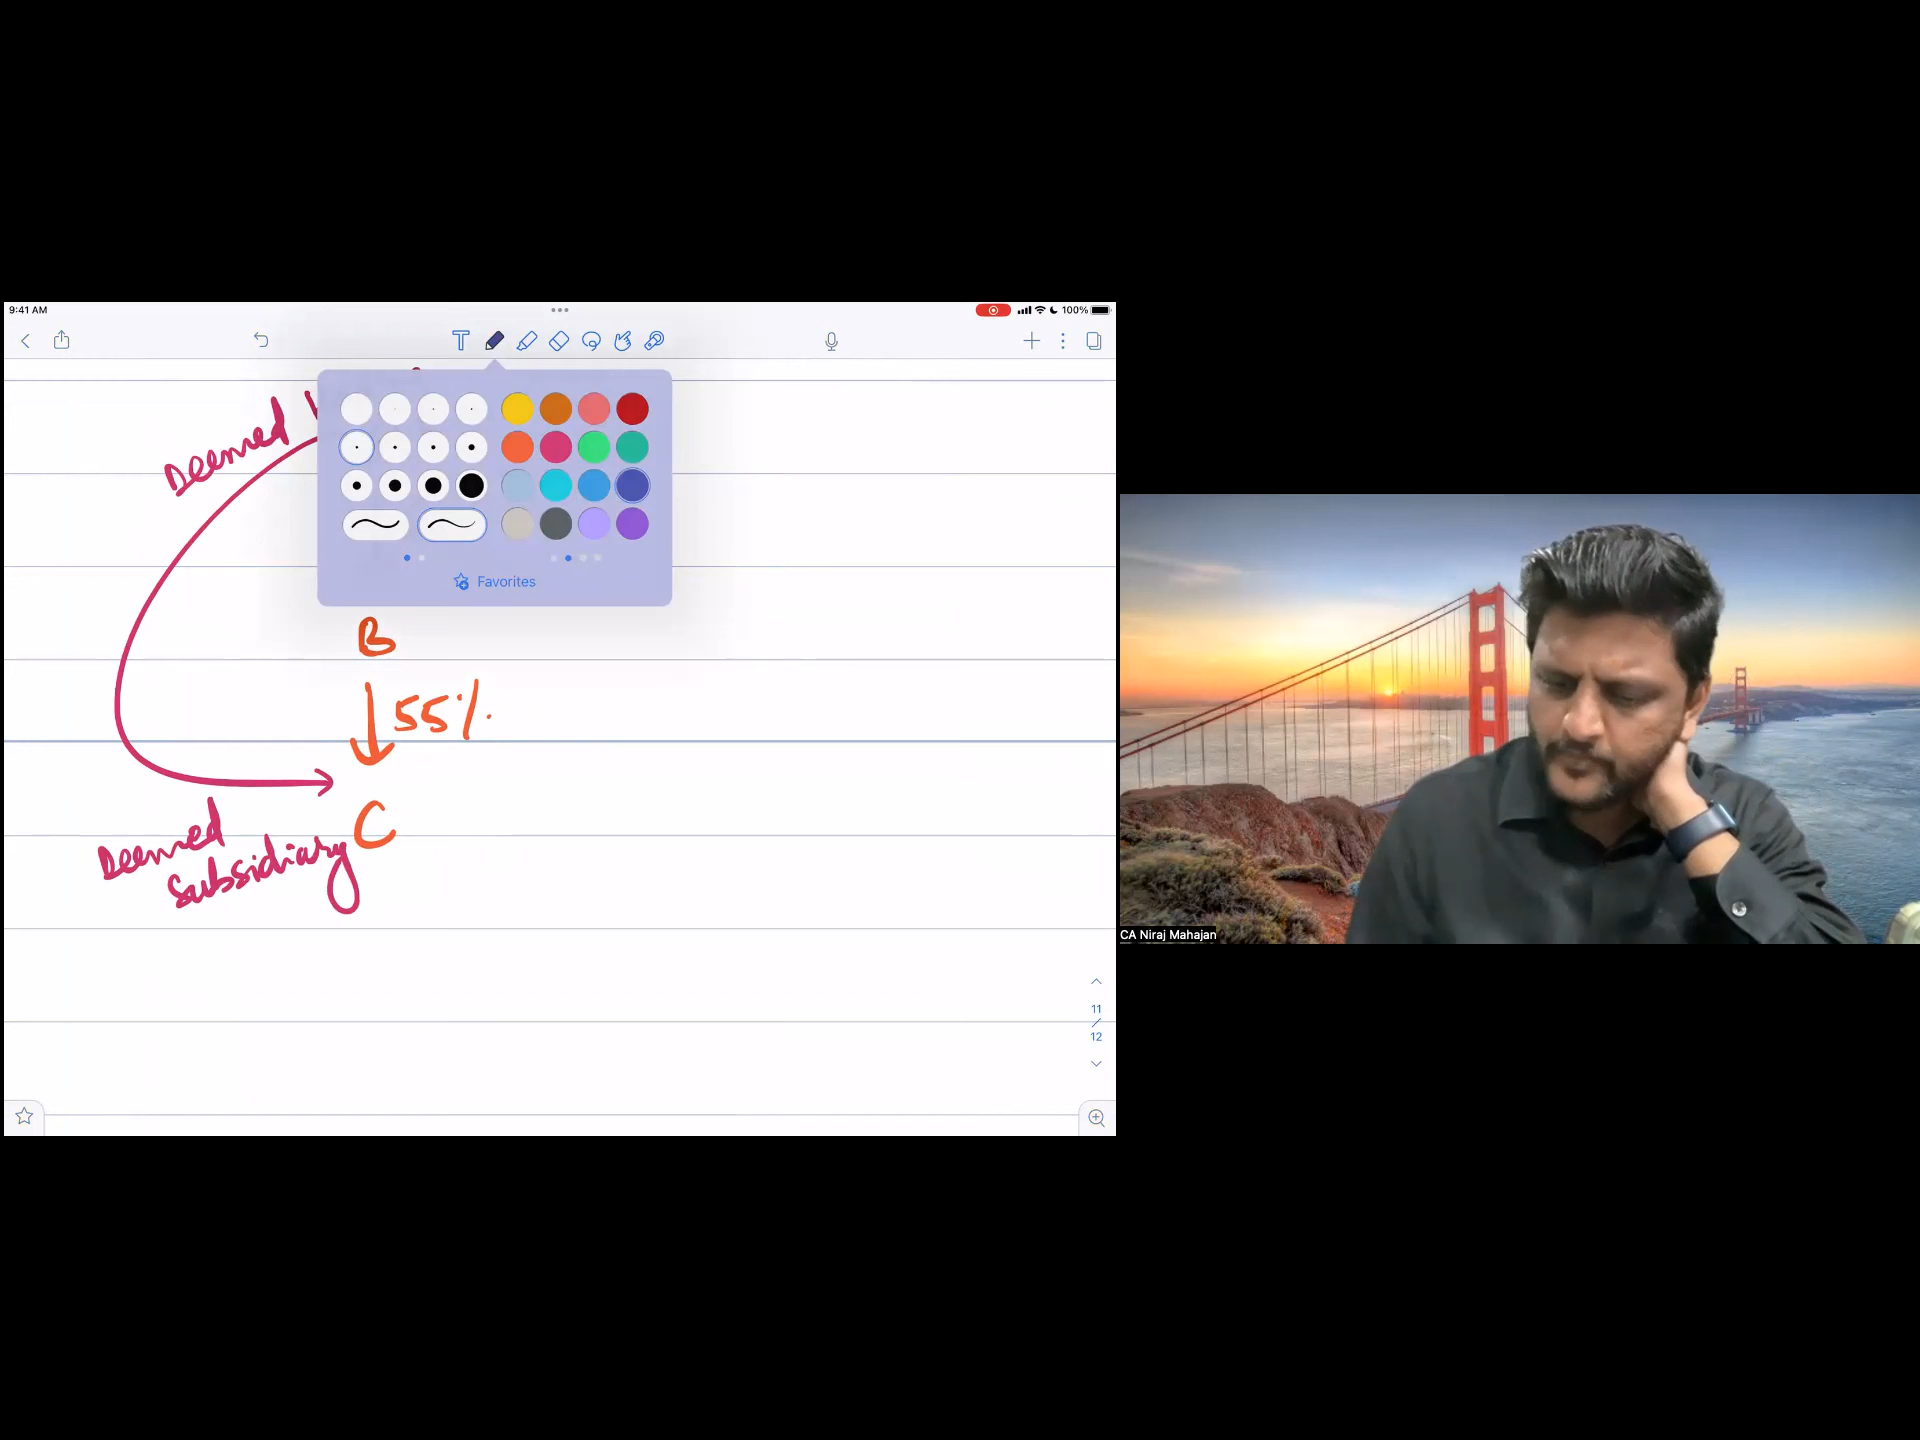 9:41 AM
100%
T
Deemed
Favorites
B
55%
C
Deemed
subsidiary
11
12
CA Niraj Mahajan